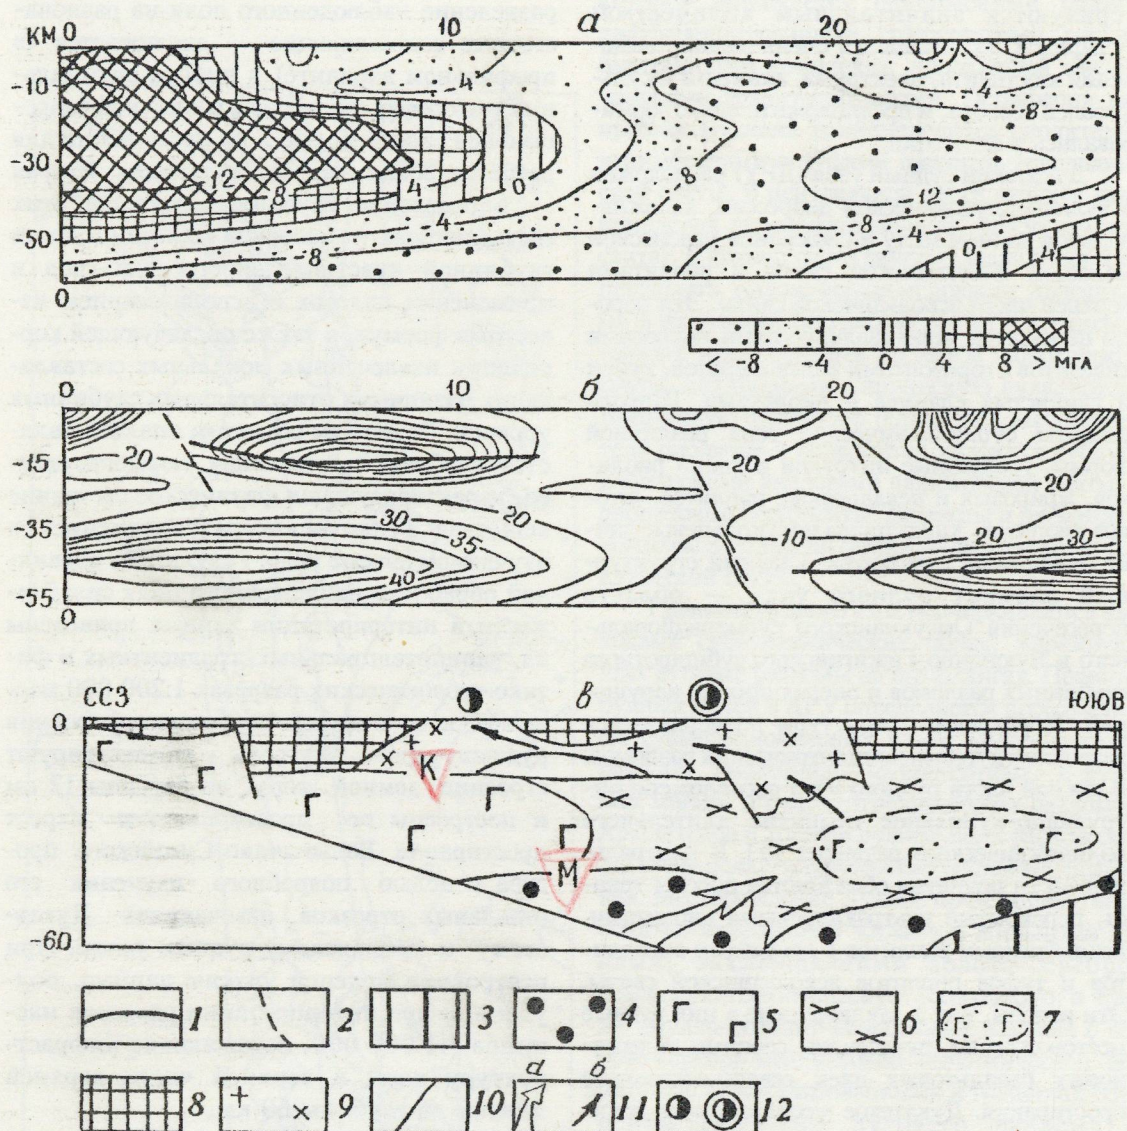 КМ 0 10 а 20
-10
-30
-50
0
4 4 8
12 8 4 0 8 12
4 8 8 4 0 4
< -8 -4 0 4 8 > МГА
0 10 б 20
-15
-35
-55
0
20 20 20
30 20 10 20 30
35
40
ССЗ в ЮЮВ
0
-60
К
М
Г Г Г Г Г Г Г Г Г
1 2 3 4 5 6 7
Г Г Г Г
а б
8 9 10 11 12